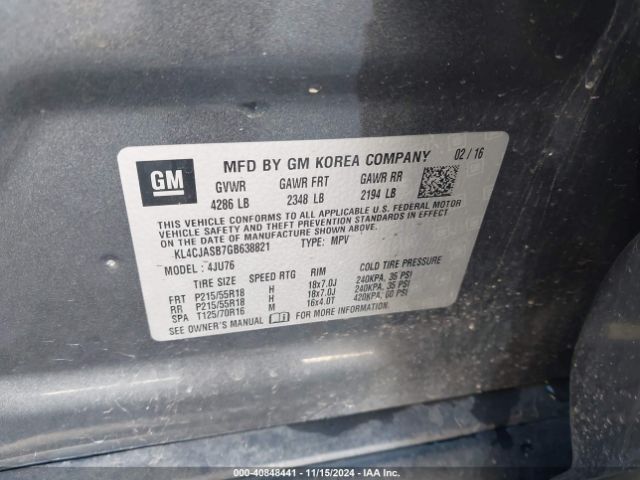 GM
MFD BY GM KOREA COMPANY 02 / 16
GVWR GAWR FRT GAWR RR
4286 LB 2348 LB 2194 LB
THIS VEHICLE CONFORMS TO ALL APPLICABLE U.S. FEDERAL MOTOR
VEHICLE SAFETY AND THEFT PREVENTION STANDARDS IN EFFECT
ON THE DATE OF MANUFACTURE SHOWN ABOVE.
KL4CJASB7GB638821 TYPE: MPV
MODEL: 4JU76
TIRE SIZE SPEED RTG RIM COLD TIRE PRESSURE
FRT P215/55R18 H 18x7.0J 240KPA, 35 PSI
RR P215/55R18 H 18x7.0J 240KPA, 35 PSI
SPA T125/70R16 M 16x4.0T 420KPA, 60 PSI
SEE OWNER'S MANUAL
000-40848441 - 11/15/2024 - IAA Inc.